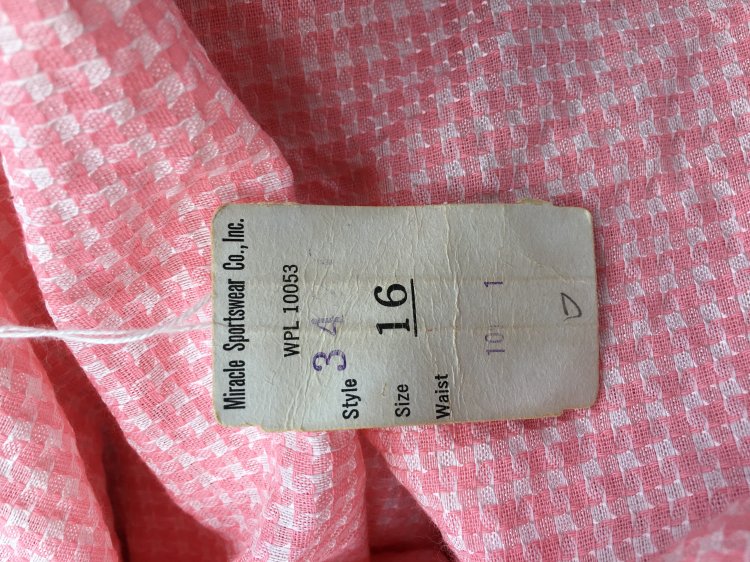 Miracle Sportswear Co., Inc.
WPL 10053
Style 34
Size 16
Waist